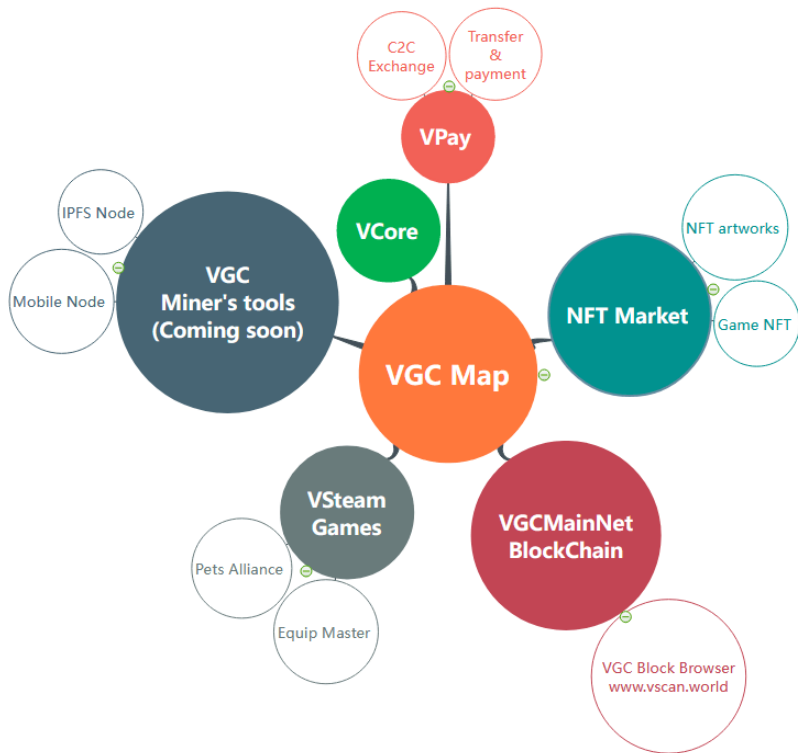 C2C
Exchange
Transfer
&
payment
VPay
VCore
IPFS Node
Mobile Node
VGC
Miner's tools
(Coming soon)
NFT artworks
NFT Market
Game NFT
VGC Map
VSteam
Games
Pets Alliance
Equip Master
VGCMainNet
BlockChain
VGC Block Browser
www.vscan.world